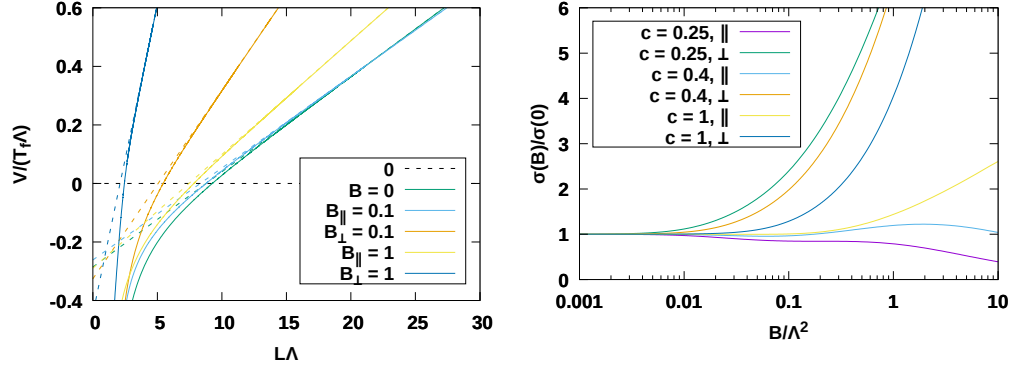 0.6
0.4
0.2
0
-0.2
-0.4
V/(T_fΛ)
0 5 10 15 20 25 30
LΛ
0
B = 0
B_∥ = 0.1
B_⊥ = 0.1
B_∥ = 1
B_⊥ = 1
6
5
4
3
2
1
0
σ(B)/σ(0)
0.001 0.01 0.1 1 10
B/Λ²
c = 0.25, ∥
c = 0.25, ⊥
c = 0.4, ∥
c = 0.4, ⊥
c = 1, ∥
c = 1, ⊥